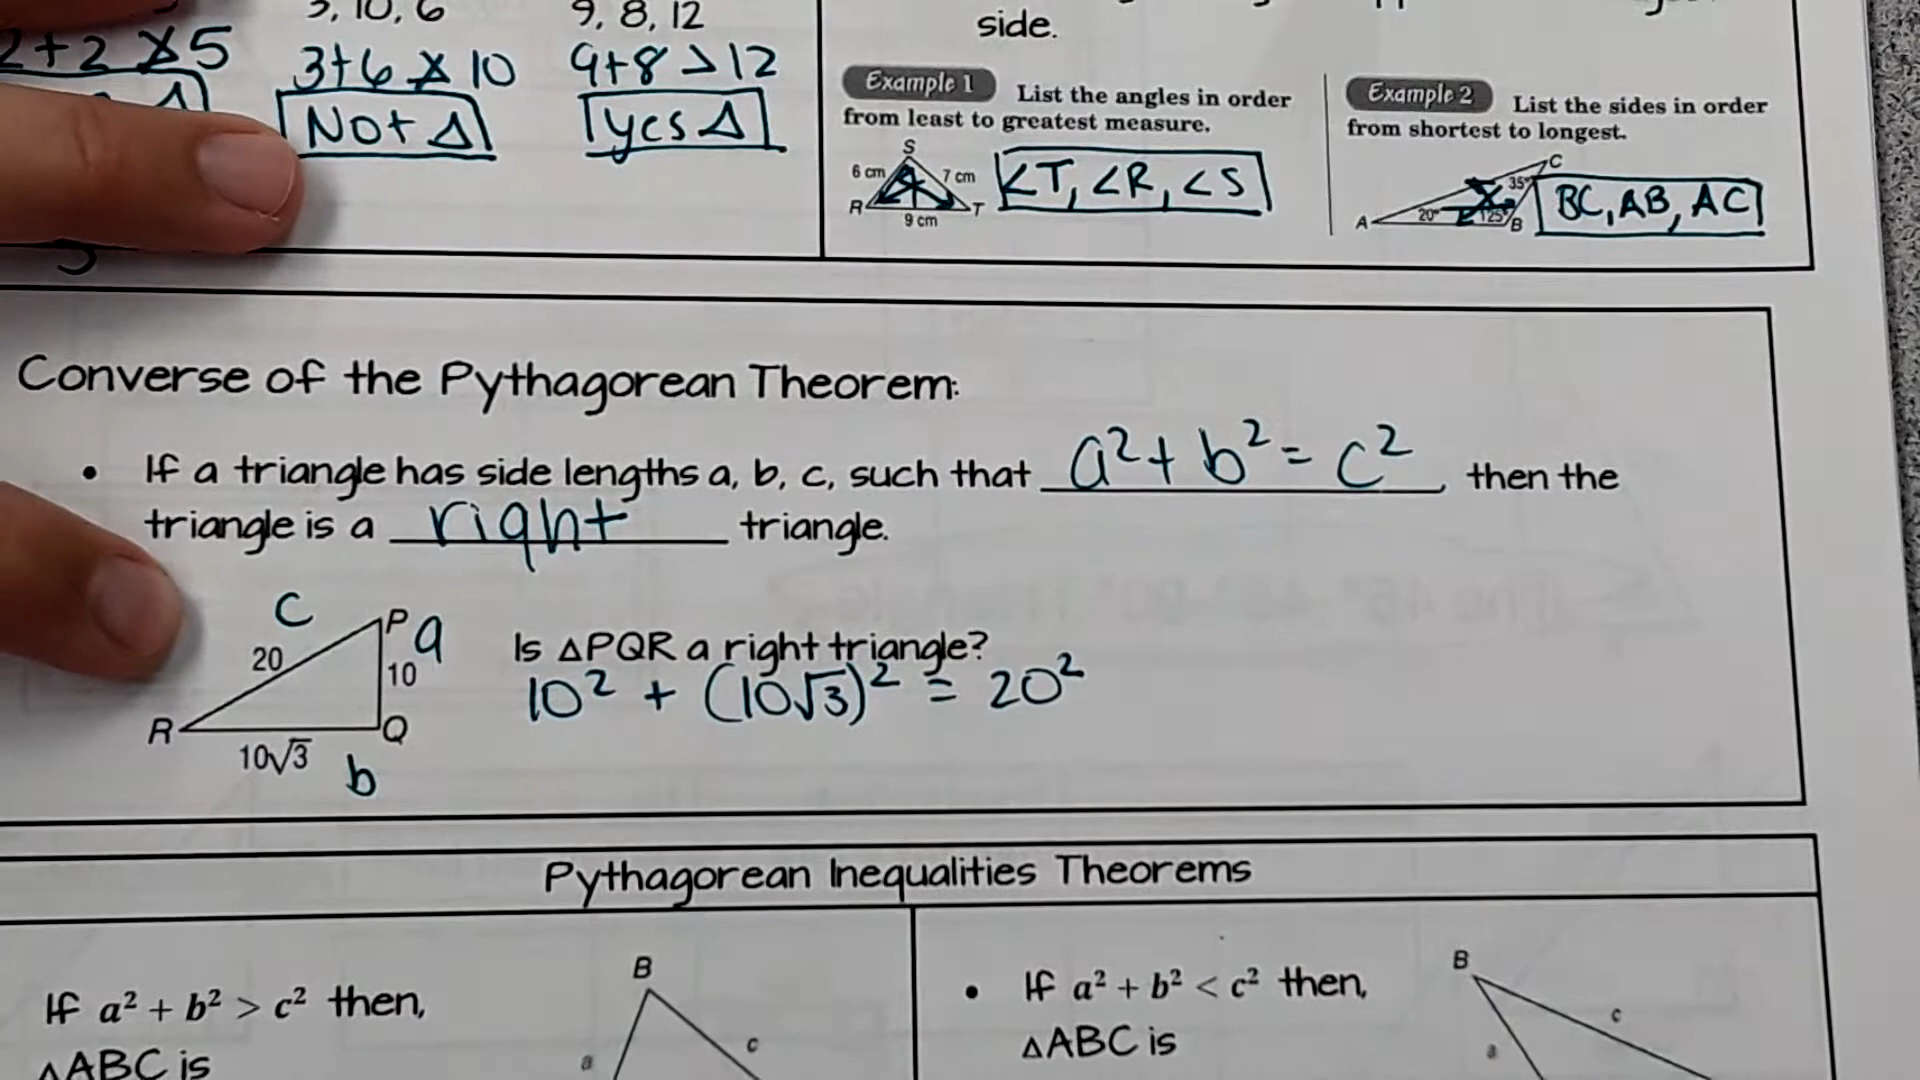 3, 10, 6
9, 8, 12
side.
2+2 ≯ 5
3+6 ≯ 10
9+8 > 12
Not Δ
yes Δ
Example 1 List the angles in order
from least to greatest measure.
S
6 cm
7 cm
R
T
9 cm
∠T, ∠R, ∠S
Example 2 List the sides in order
from shortest to longest.
C
35°
A
20°
125°
B
BC, AB, AC
Converse of the Pythagorean Theorem:
• If a triangle has side lengths a, b, c, such that a² + b² = c², then the
triangle is a right triangle.
c
P
a
20
10
R
Q
10√3
b
Is ΔPQR a right triangle?
10² + (10√3)² = 20²
Pythagorean Inequalities Theorems
If a² + b² > c² then,
ΔABC is
B
a
c
• If a² + b² < c² then,
ΔABC is
B
a
c